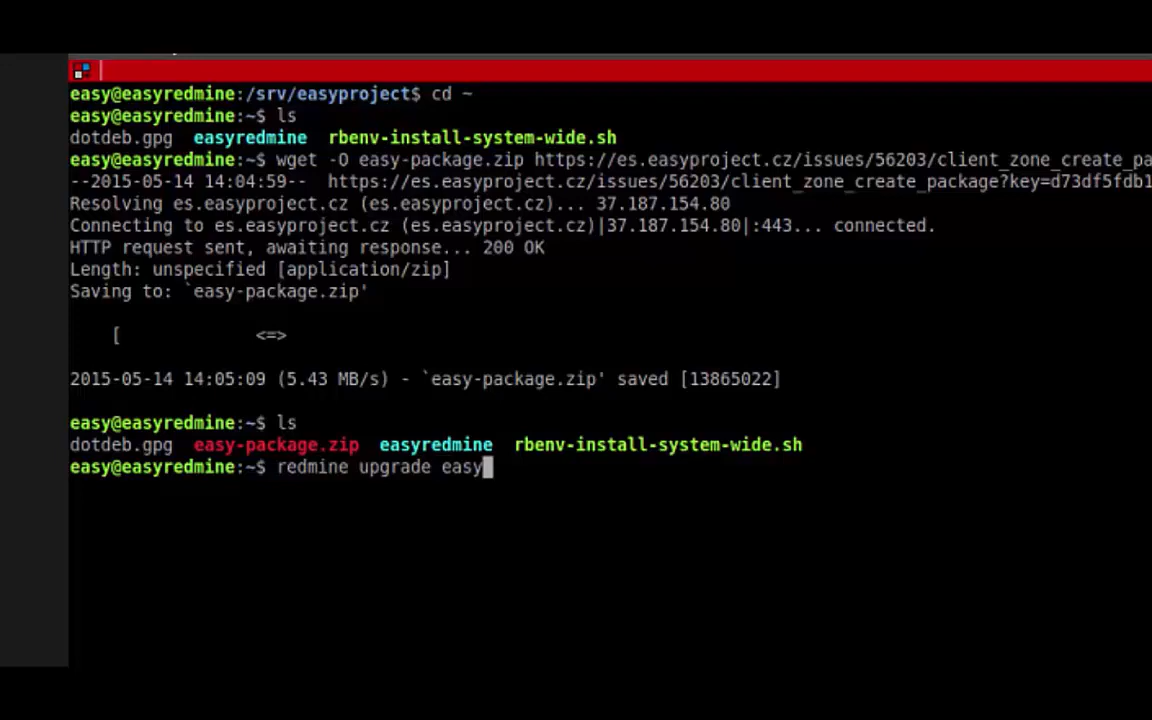 easy@easyredmine:/srv/easyproject$ cd ~
easy@easyredmine:~$ ls
dotdeb.gpg  easyredmine  rbenv-install-system-wide.sh
easy@easyredmine:~$ wget -O easy-package.zip https://es.easyproject.cz/issues/56203/client_zone_create_pa
--2015-05-14 14:04:59--  https://es.easyproject.cz/issues/56203/client_zone_create_package?key=d73df5fdb1
Resolving es.easyproject.cz (es.easyproject.cz)... 37.187.154.80
Connecting to es.easyproject.cz (es.easyproject.cz)|37.187.154.80|:443... connected.
HTTP request sent, awaiting response... 200 OK
Length: unspecified [application/zip]
Saving to: `easy-package.zip'
[ <=>
2015-05-14 14:05:09 (5.43 MB/s) - `easy-package.zip' saved [13865022]
easy@easyredmine:~$ ls
dotdeb.gpg  easy-package.zip  easyredmine  rbenv-install-system-wide.sh
easy@easyredmine:~$ redmine upgrade easy